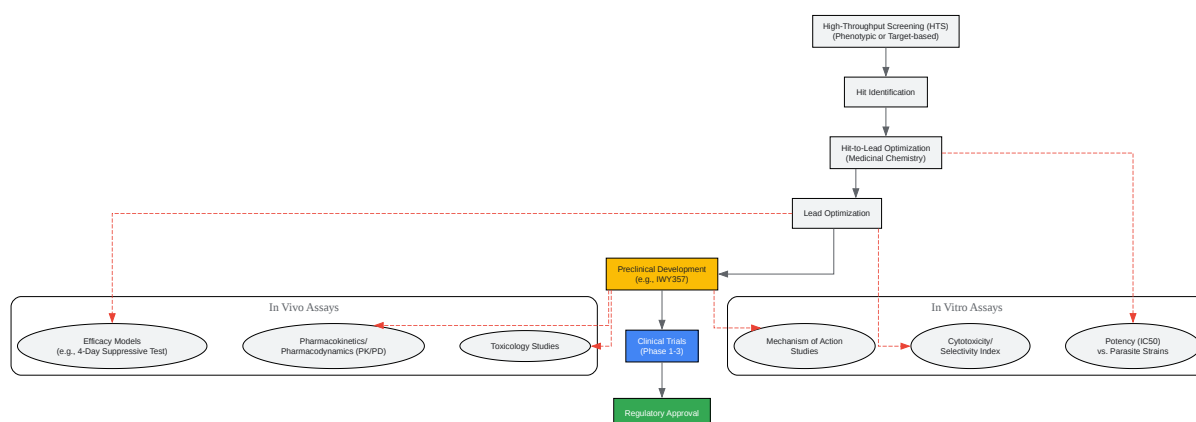 High-Throughput Screening (HTS)
(Phenotypic or Target-based)
Hit Identification
Hit-to-Lead Optimization
(Medicinal Chemistry)
Lead Optimization
Preclinical Development
(e.g., IWY357)
In Vivo Assays
In Vitro Assays
Efficacy Models
(e.g., 4-Day Suppressive Test)
Pharmacokinetics/
Pharmacodynamics (PK/PD)
Toxicology Studies
Clinical Trials
(Phase 1-3)
Mechanism of Action
Studies
Cytotoxicity/
Selectivity Index
Potency (IC50)
vs. Parasite Strains
Regulatory Approval